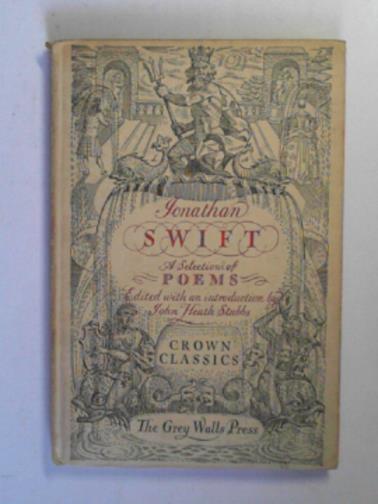 Jonathan
SWIFT
A Selection of
POEMS
Edited with an introduction by
John Heath Stubbs
CROWN
CLASSICS
The Grey Walls Press